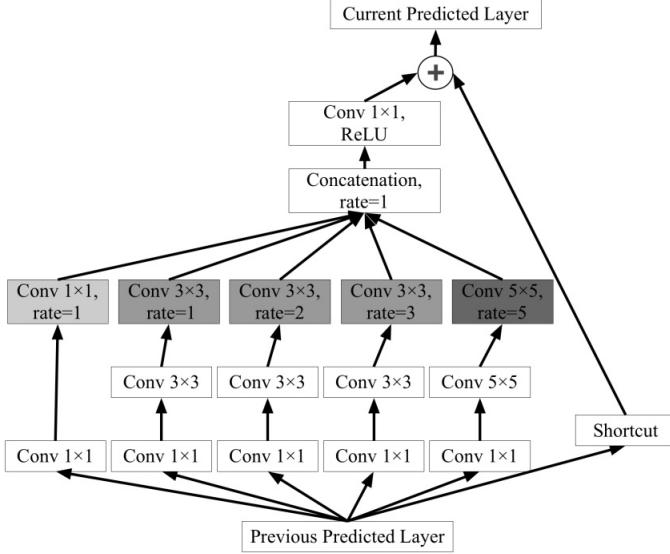 Current Predicted Layer
+
Conv 1×1,
ReLU
Concatenation,
rate=1
Conv 1×1,
rate=1
Conv 3×3,
rate=1
Conv 3×3,
rate=2
Conv 3×3,
rate=3
Conv 5×5,
rate=5
Conv 3×3
Conv 3×3
Conv 3×3
Conv 5×5
Conv 1×1
Conv 1×1
Conv 1×1
Conv 1×1
Conv 1×1
Shortcut
Previous Predicted Layer